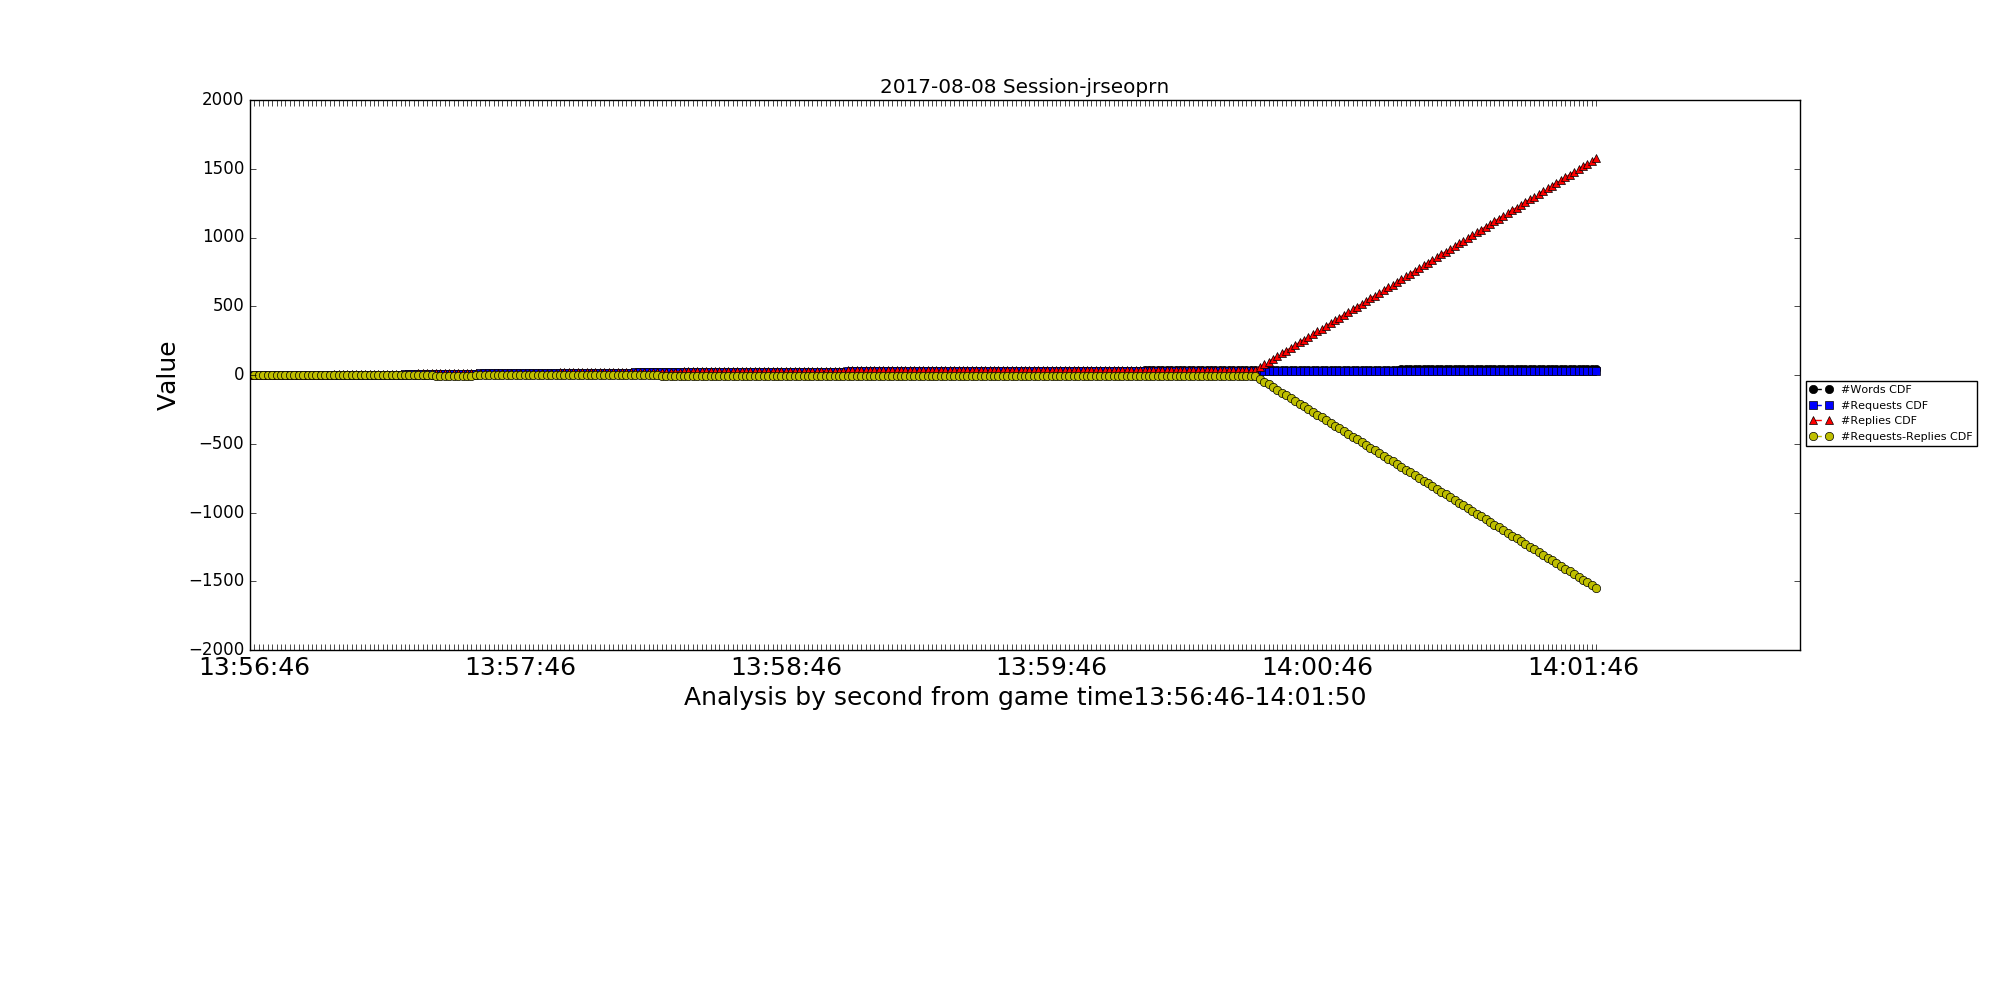 2017-08-08 Session-jrseoprn
2000
1500
1000
500
0
−500
−1000
−1500
−2000
Value
13:56:46 13:57:46 13:58:46 13:59:46 14:00:46 14:01:46
Analysis by second from game time13:56:46-14:01:50
#Words CDF
#Requests CDF
#Replies CDF
#Requests-Replies CDF